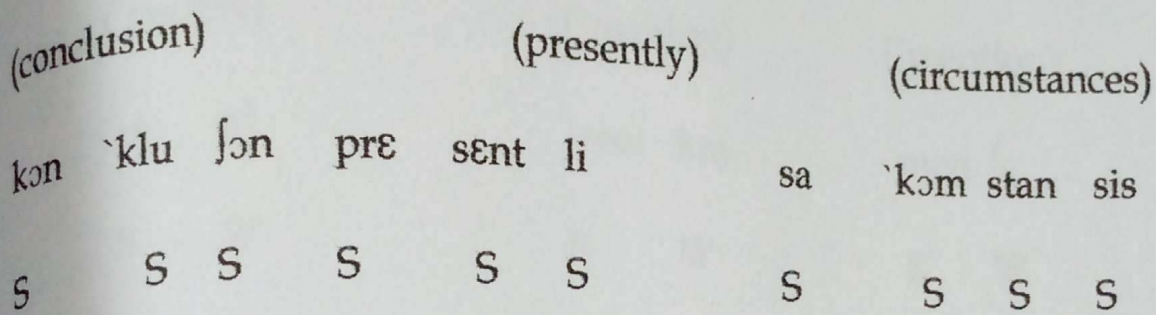 (conclusion) (presently) (circumstances)
kɔn `klu ʃɔn prɛ sɛnt li sa `kɔm stan sis
S S S S S S S S S S